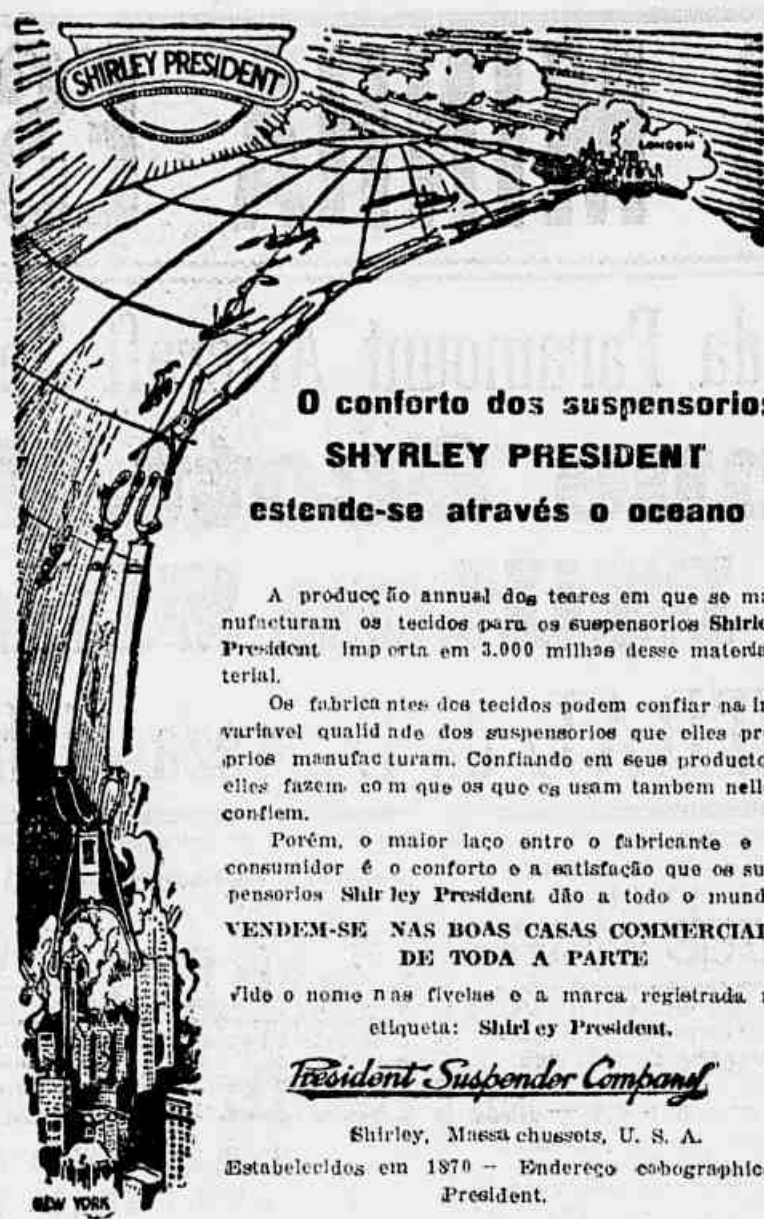 SHIRLEY PRESIDENT
LONDON
O conforto dos suspensorios
SHYRLEY PRESIDENT
estende-se através o oceano
A producção annual dos teares em que se ma
nufacturam os tecidos para os suspensorios Shirle
President importa em 3.000 milhas desse materia
terial.
Os fabricantes dos tecidos podem confiar na in
variavel qualidade dos suspensorios que elles pro
prios manufacturam. Confiando em seus producto
elles fazem com que os que os usam tambem nelle
confiem.
Porém, o maior laço entre o fabricante e
consumidor é o conforto e a satisfação que os su
pensorios Shirley President dão a todo o mund
VENDEM-SE NAS BOAS CASAS COMMERCIAE
DE TODA A PARTE
Vide o nome nas fivelas e a marca registrada n
etiqueta: Shirley President.
President Suspender Company
Shirley, Massachussets, U. S. A.
Estabelecidos em 1870 — Endereço cabographic
President.
NEW YORK